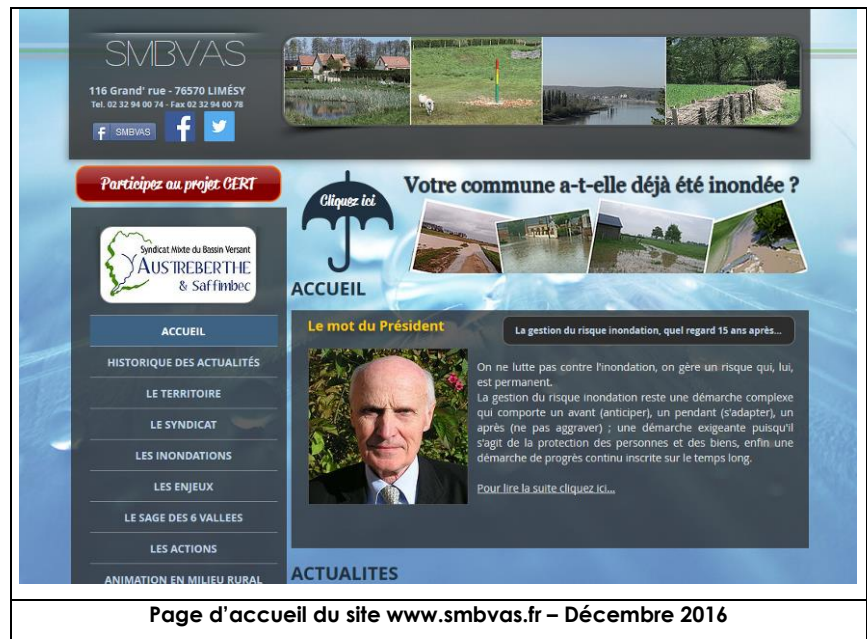 SMBVAS
116 Grand' rue - 76570 LIMÉSY
Tel. 02 32 94 00 74 - Fax 02 32 94 00 78
f SMBVAS
f
Participez au projet CERT
Cliquez ici
Votre commune a-t-elle déjà été inondée ?
Syndicat Mixte du Bassin Versant
AUSTREBERTHE
& Saffimbec
ACCUEIL
HISTORIQUE DES ACTUALITÉS
LE TERRITOIRE
LE SYNDICAT
LES INONDATIONS
LES ENJEUX
LE SAGE DES 6 VALLEES
LES ACTIONS
ANIMATION EN MILIEU RURAL
ACCUEIL
Le mot du Président
La gestion du risque inondation, quel regard 15 ans après...
On ne lutte pas contre l'inondation, on gère un risque qui, lui,
est permanent.
La gestion du risque inondation reste une démarche complexe
qui comporte un avant (anticiper), un pendant (s'adapter), un
après (ne pas aggraver) ; une démarche exigeante puisqu'il
s'agit de la protection des personnes et des biens, enfin une
démarche de progrès continu inscrite sur le temps long.
Pour lire la suite cliquez ici...
ACTUALITES
Page d'accueil du site www.smbvas.fr – Décembre 2016